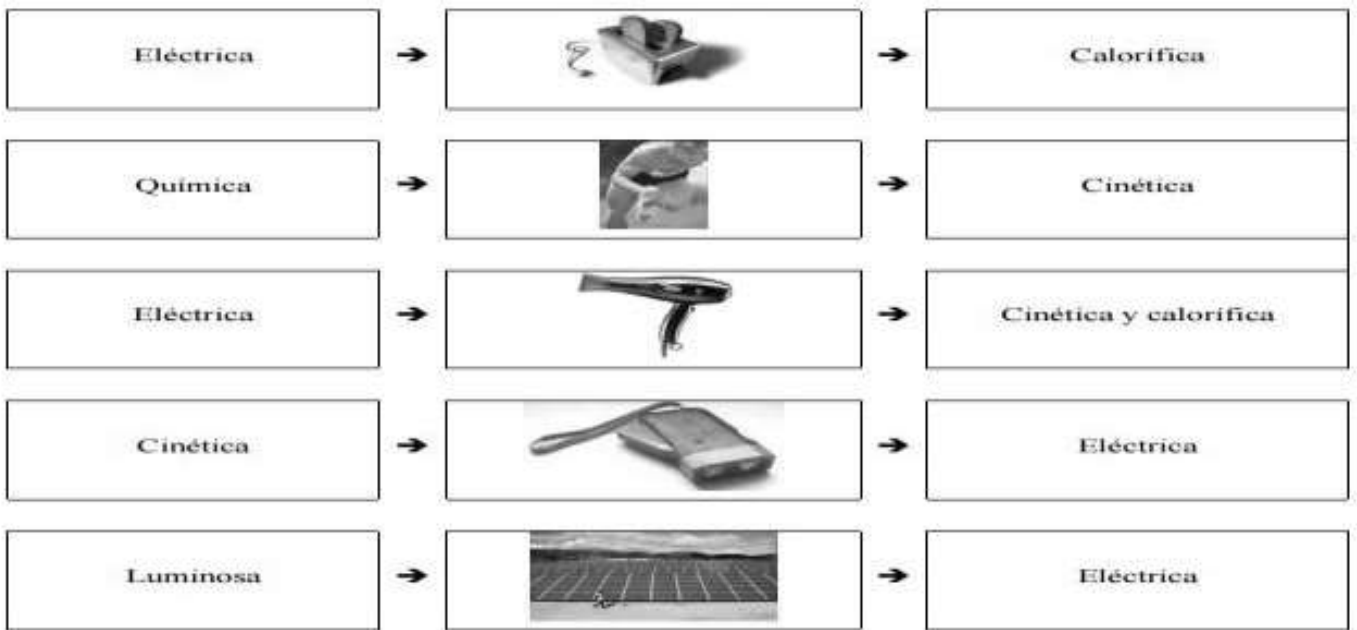 Eléctrica ➔ ➔ Calorífica
Química ➔ ➔ Cinética
Eléctrica ➔ ➔ Cinética y calorífica
Cinética ➔ ➔ Eléctrica
Luminosa ➔ ➔ Eléctrica